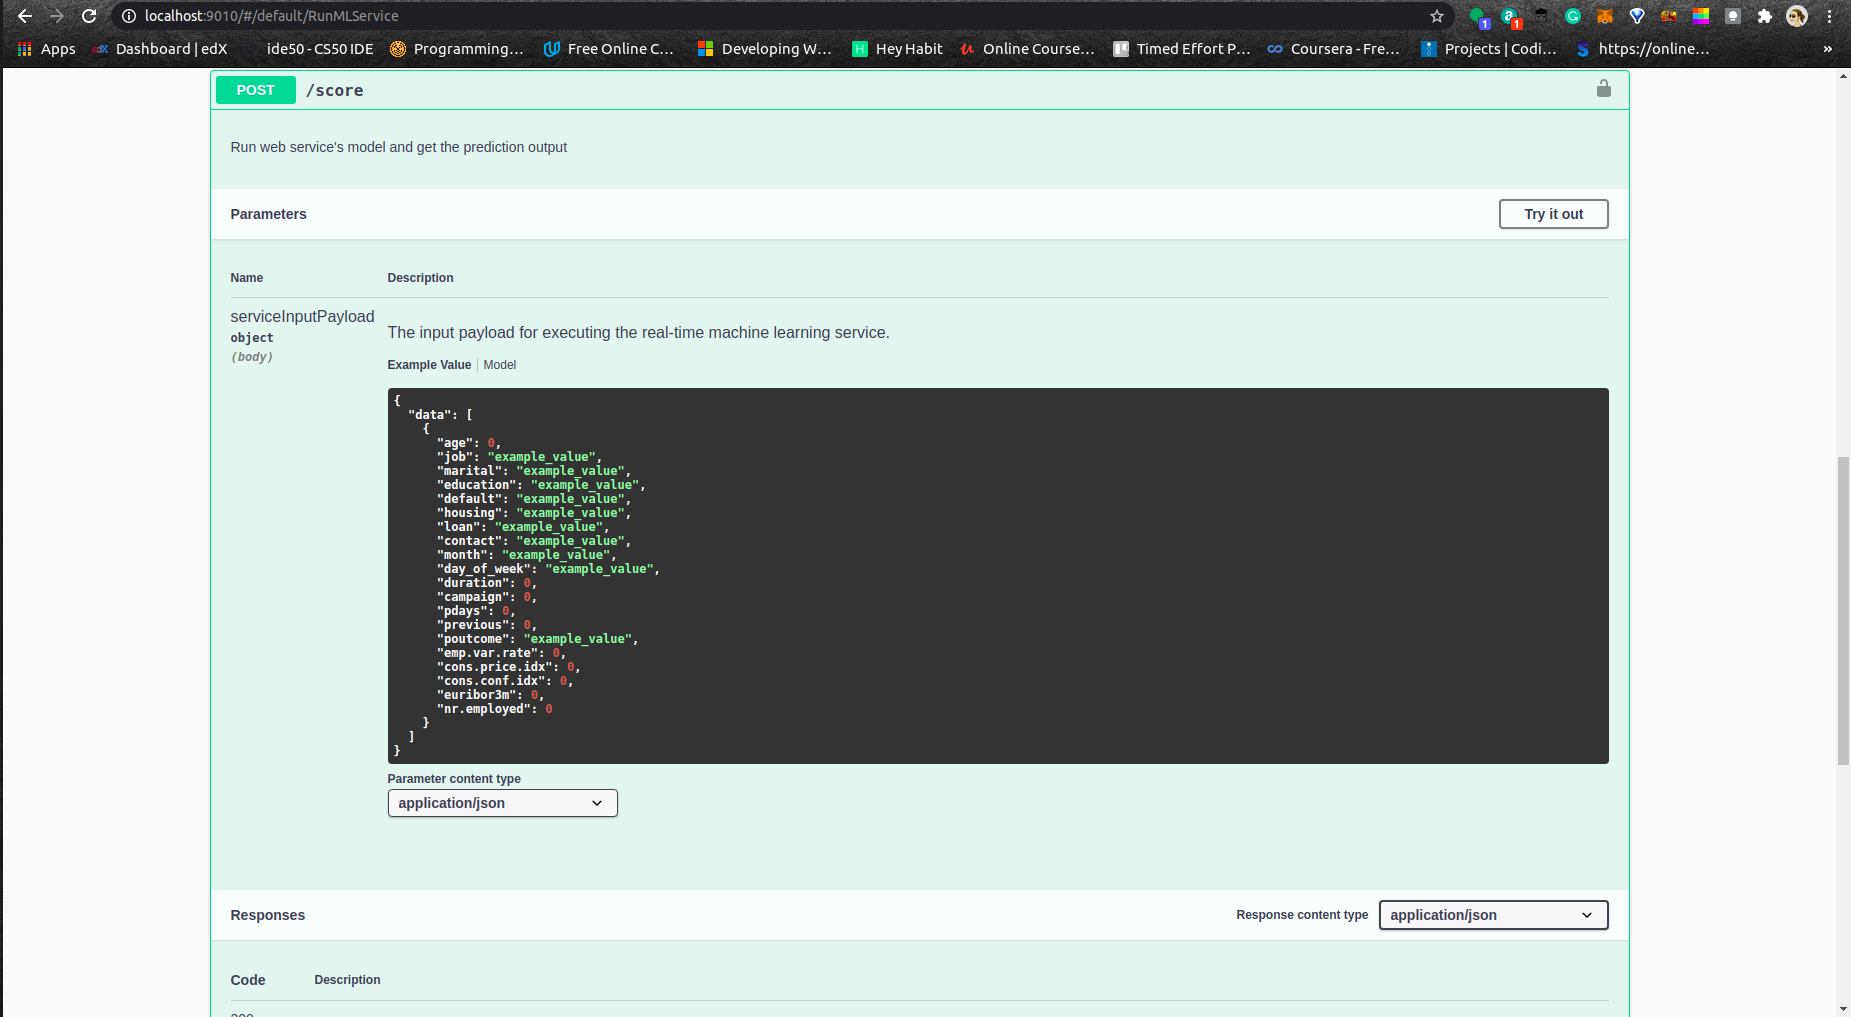 localhost:9010/#/default/RunMLService
Apps Dashboard | edX ide50 - CS50 IDE Programming... Free Online C... Developing W... Hey Habit Online Course... Timed Effort P... Coursera - Fre... Projects | Codi... https://online... »
POST /score
Run web service's model and get the prediction output
Parameters Try it out
Name Description
serviceInputPayload
object
(body)
The input payload for executing the real-time machine learning service.
Example Value | Model
{
"data": [
{
"age": 0,
"job": "example_value",
"marital": "example_value",
"education": "example_value",
"default": "example_value",
"housing": "example_value",
"loan": "example_value",
"contact": "example_value",
"month": "example_value",
"day_of_week": "example_value",
"duration": 0,
"campaign": 0,
"pdays": 0,
"previous": 0,
"poutcome": "example_value",
"emp.var.rate": 0,
"cons.price.idx": 0,
"cons.conf.idx": 0,
"euribor3m": 0,
"nr.employed": 0
}
]
}
Parameter content type
application/json
Responses Response content type application/json
Code Description